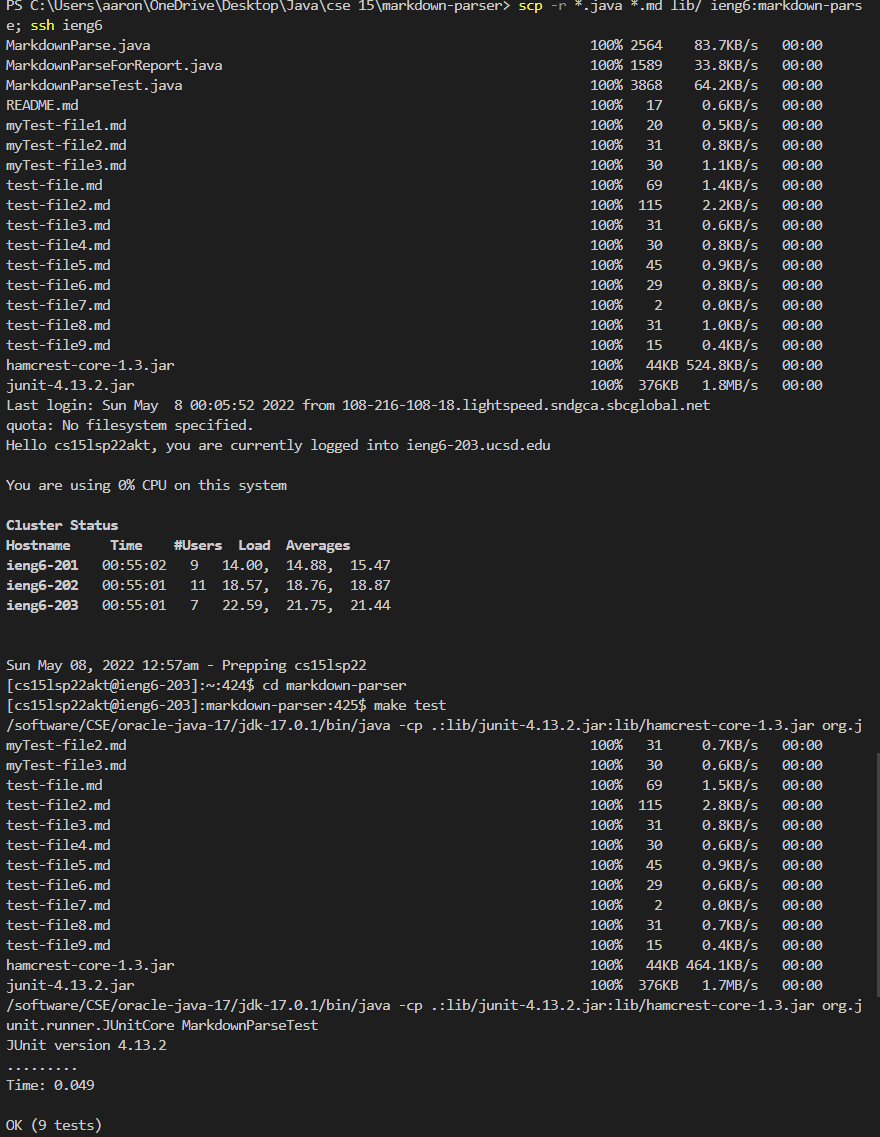 PS C:\Users\aaron\OneDrive\Desktop\Java\cse 15\markdown-parser> scp -r *.java *.md lib/ ieng6:markdown-pars
e; ssh ieng6
MarkdownParse.java 100% 2564 83.7KB/s 00:00
MarkdownParseForReport.java 100% 1589 33.8KB/s 00:00
MarkdownParseTest.java 100% 3868 64.2KB/s 00:00
README.md 100% 17 0.6KB/s 00:00
myTest-file1.md 100% 20 0.5KB/s 00:00
myTest-file2.md 100% 31 0.8KB/s 00:00
myTest-file3.md 100% 30 1.1KB/s 00:00
test-file.md 100% 69 1.4KB/s 00:00
test-file2.md 100% 115 2.2KB/s 00:00
test-file3.md 100% 31 0.6KB/s 00:00
test-file4.md 100% 30 0.8KB/s 00:00
test-file5.md 100% 45 0.9KB/s 00:00
test-file6.md 100% 29 0.8KB/s 00:00
test-file7.md 100% 2 0.0KB/s 00:00
test-file8.md 100% 31 1.0KB/s 00:00
test-file9.md 100% 15 0.4KB/s 00:00
hamcrest-core-1.3.jar 100% 44KB 524.8KB/s 00:00
junit-4.13.2.jar 100% 376KB 1.8MB/s 00:00
Last login: Sun May  8 00:05:52 2022 from 108-216-108-18.lightspeed.sndgca.sbcglobal.net
quota: No filesystem specified.
Hello cs15lsp22akt, you are currently logged into ieng6-203.ucsd.edu
You are using 0% CPU on this system
Cluster Status
Hostname Time #Users Load Averages
ieng6-201 00:55:02 9 14.00, 14.88, 15.47
ieng6-202 00:55:01 11 18.57, 18.76, 18.87
ieng6-203 00:55:01 7 22.59, 21.75, 21.44
Sun May 08, 2022 12:57am - Prepping cs15lsp22
[cs15lsp22akt@ieng6-203]:~:424$ cd markdown-parser
[cs15lsp22akt@ieng6-203]:markdown-parser:425$ make test
/software/CSE/oracle-java-17/jdk-17.0.1/bin/java -cp .:lib/junit-4.13.2.jar:lib/hamcrest-core-1.3.jar org.j
myTest-file2.md 100% 31 0.7KB/s 00:00
myTest-file3.md 100% 30 0.6KB/s 00:00
test-file.md 100% 69 1.5KB/s 00:00
test-file2.md 100% 115 2.8KB/s 00:00
test-file3.md 100% 31 0.8KB/s 00:00
test-file4.md 100% 30 0.6KB/s 00:00
test-file5.md 100% 45 0.9KB/s 00:00
test-file6.md 100% 29 0.6KB/s 00:00
test-file7.md 100% 2 0.0KB/s 00:00
test-file8.md 100% 31 0.7KB/s 00:00
test-file9.md 100% 15 0.4KB/s 00:00
hamcrest-core-1.3.jar 100% 44KB 464.1KB/s 00:00
junit-4.13.2.jar 100% 376KB 1.7MB/s 00:00
/software/CSE/oracle-java-17/jdk-17.0.1/bin/java -cp .:lib/junit-4.13.2.jar:lib/hamcrest-core-1.3.jar org.j
unit.runner.JUnitCore MarkdownParseTest
JUnit version 4.13.2
.........
Time: 0.049
OK (9 tests)